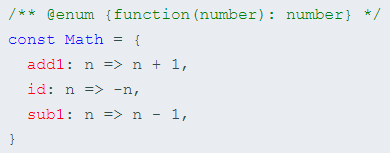 /** @enum {function(number): number} */
const Math = {
  add1: n => n + 1,
  id: n => -n,
  sub1: n => n - 1,
}